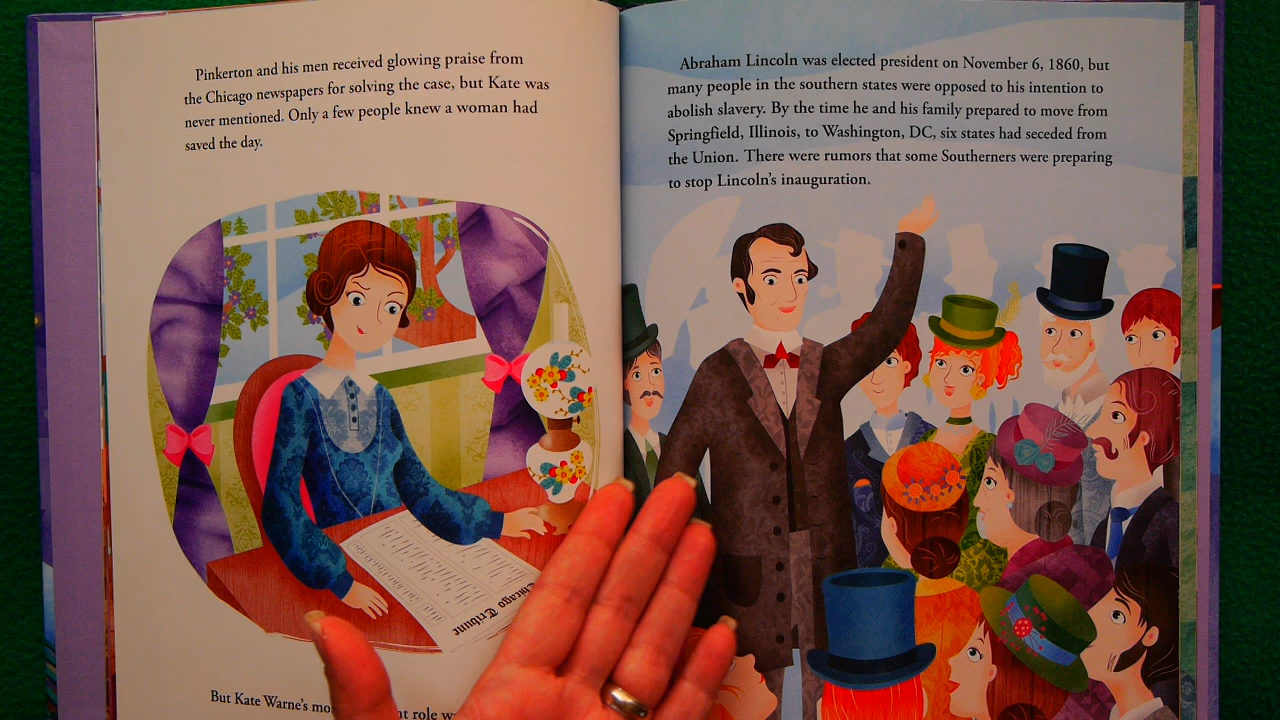 Pinkerton and his men received glowing praise from
the Chicago newspapers for solving the case, but Kate was
never mentioned. Only a few people knew a woman had
saved the day.
Chicago Tribune
But Kate Warne's mos nt role w
Abraham Lincoln was elected president on November 6, 1860, but
many people in the southern states were opposed to his intention to
abolish slavery. By the time he and his family prepared to move from
Springfield, Illinois, to Washington, DC, six states had seceded from
the Union. There were rumors that some Southerners were preparing
to stop Lincoln's inauguration.